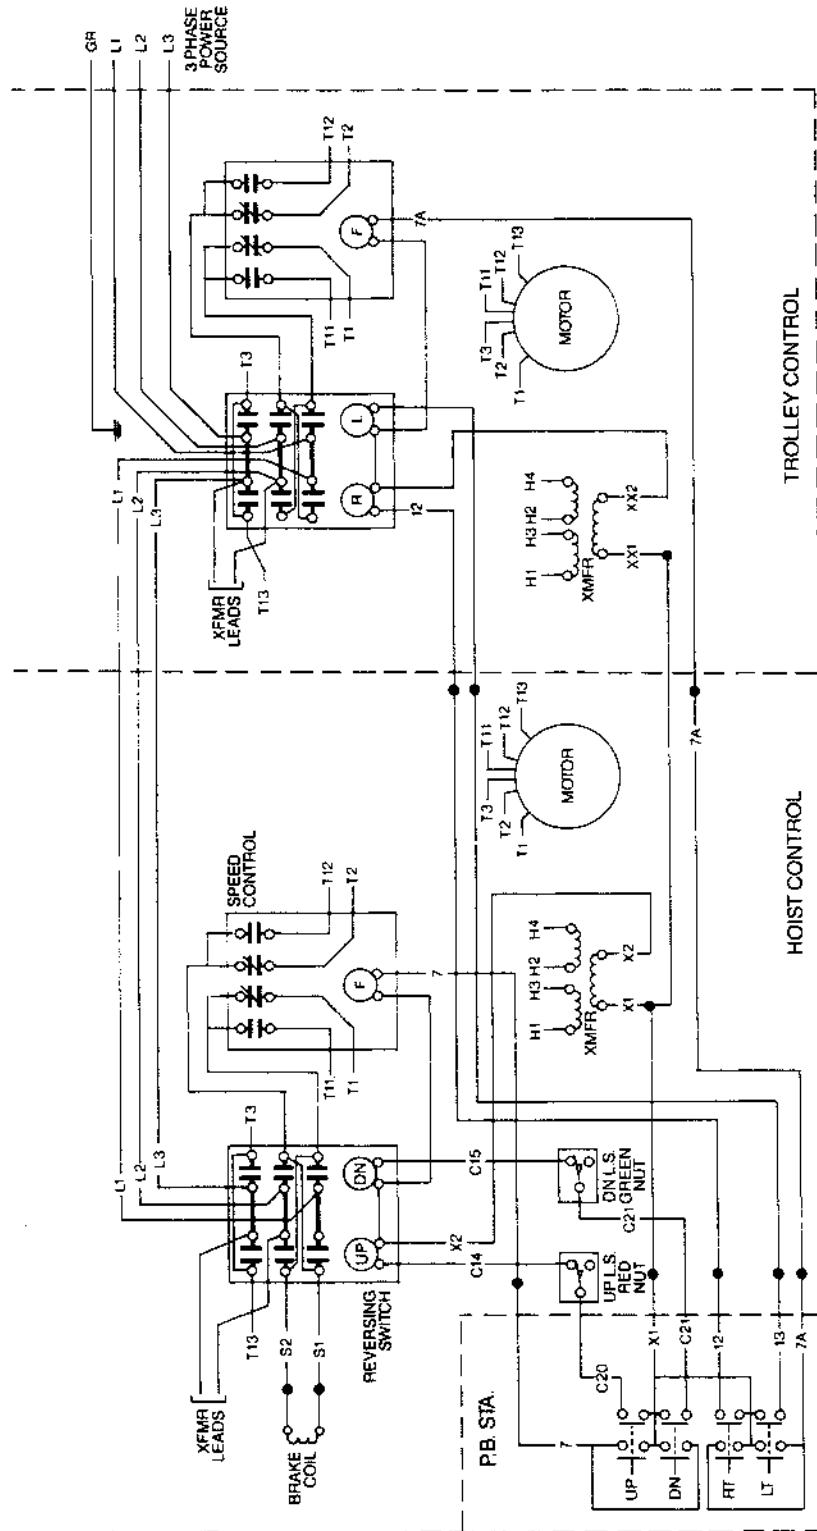 GR
L1
L2
L3
3 PHASE
POWER
SOURCE
T12
T2
T11
T1
F
7A
T3
L
R
12
L1
L2
L3
XFMR
LEADS
T13
T1
T2
T3
T11
T12
T13
MOTOR
H1
H3
H2
H4
XMFR
XX1
XX2
TROLLEY CONTROL
7A
T1
T2
T3
T11
T12
T13
MOTOR
HOIST CONTROL
SPEED
CONTROL
T12
T2
T11
T1
F
7
H1
H3
H2
H4
XMFR
X1
X2
L1
L2
L3
T3
DN
UP
C15
X2
C14
XFMR
LEADS
T13
S2
S1
REVERSING
SWITCH
BRAKE
COIL
DN L.S.
GREEN
NUT
C21
UP L.S.
RED
NUT
P.B. STA.
C20
X1
C21
12
13
7A
7
UP
DN
RT
LT